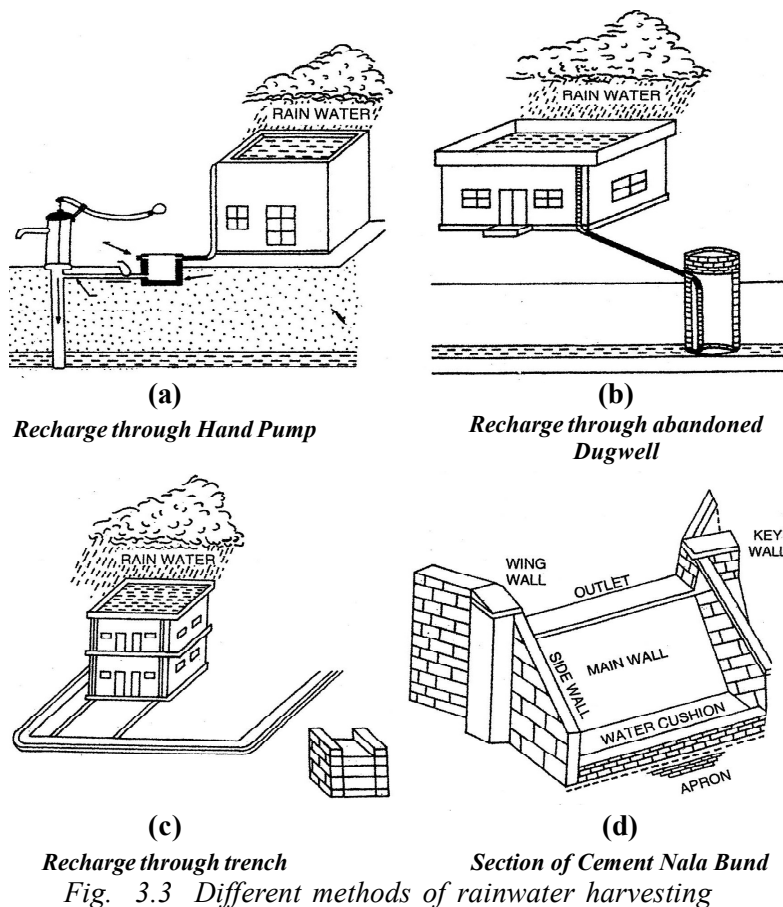 RAIN WATER
(a)
Recharge through Hand Pump
RAIN WATER
(b)
Recharge through abandoned
Dugwell
RAIN WATER
(c)
Recharge through trench
WING
WALL
OUTLET
KEY
WALL
SIDE WALL
MAIN WALL
WATER CUSHION
APRON
(d)
Section of Cement Nala Bund
Fig. 3.3 Different methods of rainwater harvesting